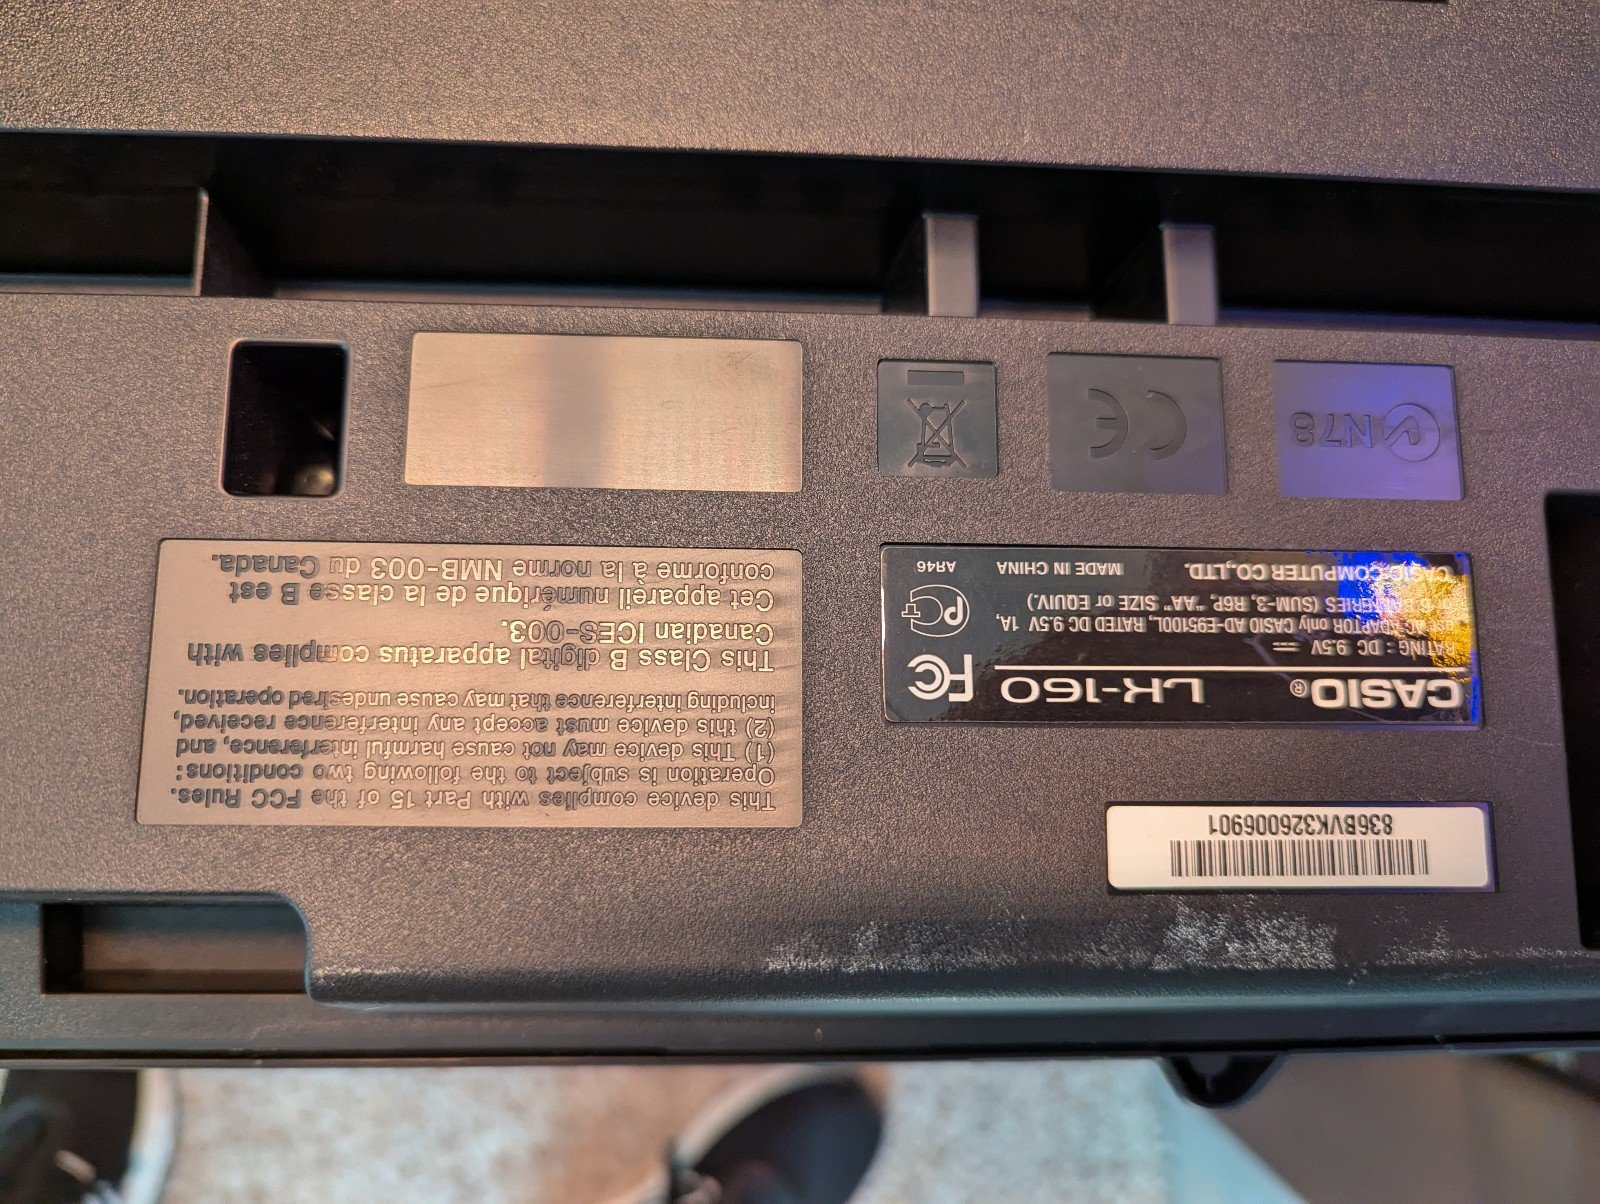 836BVK326006901
CASIO® LK-160 FC
RATING : DC 9.5V
USE AC ADAPTOR only CASIO AD-E95100L, RATED DC 9.5V 1A,
or 6 BATTERIES (SUM-3, R6P, "AA" SIZE or EQUIV.)
CASIO COMPUTER CO.,LTD. MADE IN CHINA AR46
This device complies with Part 15 of the FCC Rules.
Operation is subject to the following two conditions:
(1) This device may not cause harmful interference, and,
(2) this device must accept any interference received,
including interference that may cause undesired operation.
This Class B digital apparatus complies with
Canadian ICES-003.
Cet appareil numérique de la classe B est
conforme à la norme NMB-003 du Canada.
N78 CE